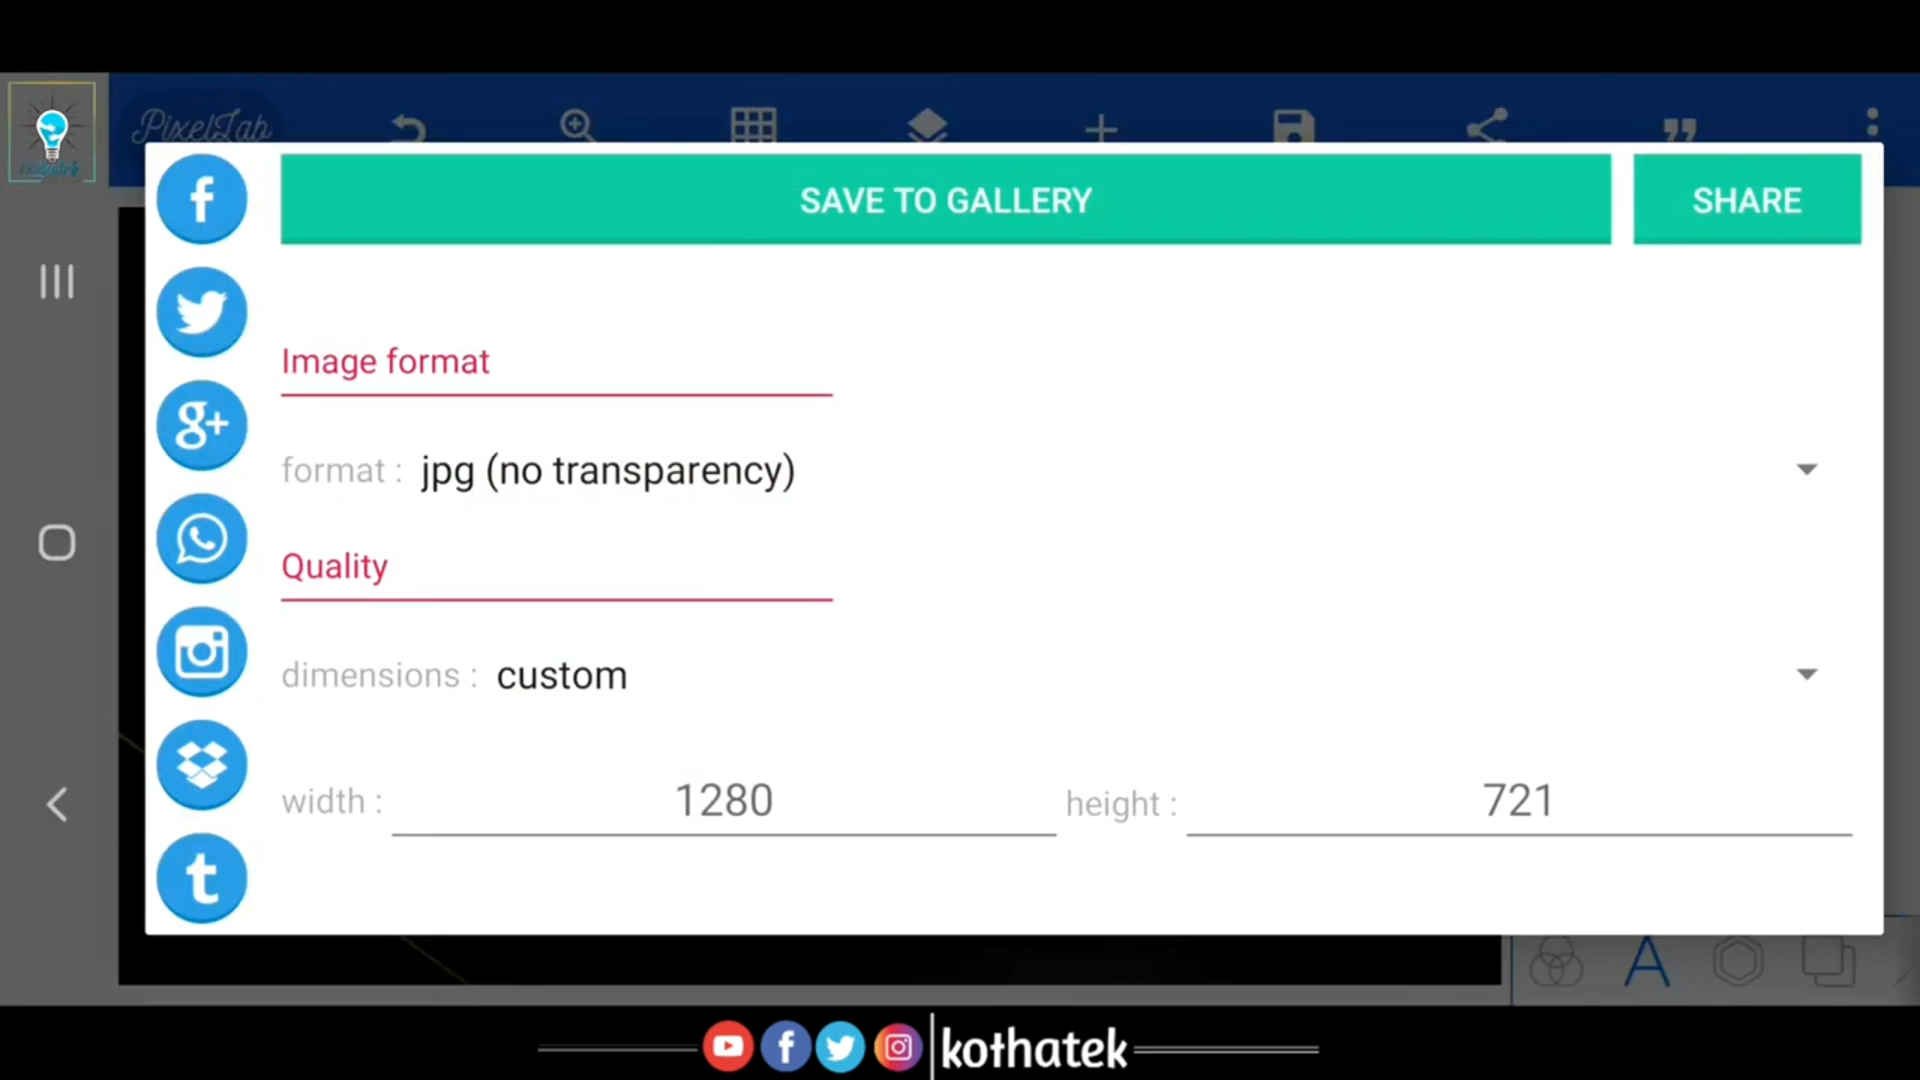 PixelLab
SAVE TO GALLERY
SHARE
Image format
format : jpg (no transparency)
Quality
dimensions : custom
width : 1280 height : 721
kothatek